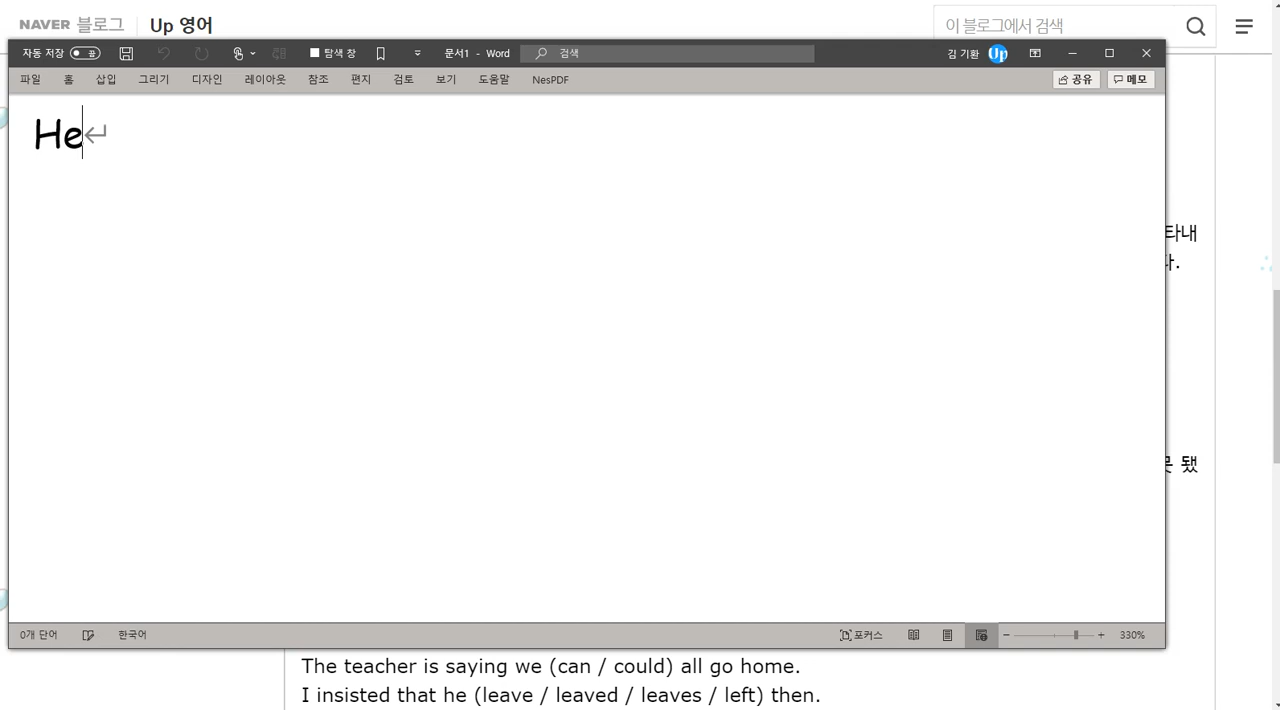 NAVER 블로그 Up 영어 이 블로그에서 검색
자동 저장 끔 탐색 창 문서1 - Word 검색 김 기환 Up
파일 홈 삽입 그리기 디자인 레이아웃 참조 편지 검토 보기 도움말 NesPDF 공유 메모
He
타내
다.
못 됐
0개 단어 한국어 포커스 330%
The teacher is saying we (can / could) all go home.
I insisted that he (leave / leaved / leaves / left) then.